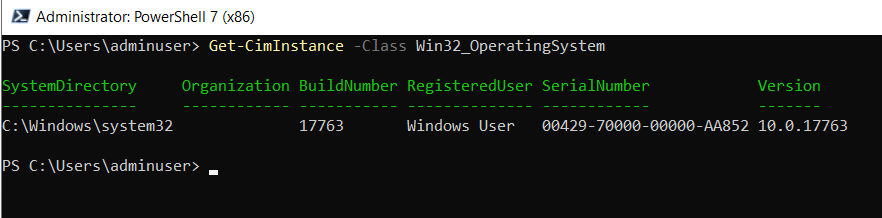 Administrator: PowerShell 7 (x86)
PS C:\Users\adminuser> Get-CimInstance -Class Win32_OperatingSystem
SystemDirectory Organization BuildNumber RegisteredUser SerialNumber Version
--------------- ------------ ----------- -------------- ------------ -------
C:\Windows\system32 17763 Windows User 00429-70000-00000-AA852 10.0.17763
PS C:\Users\adminuser>